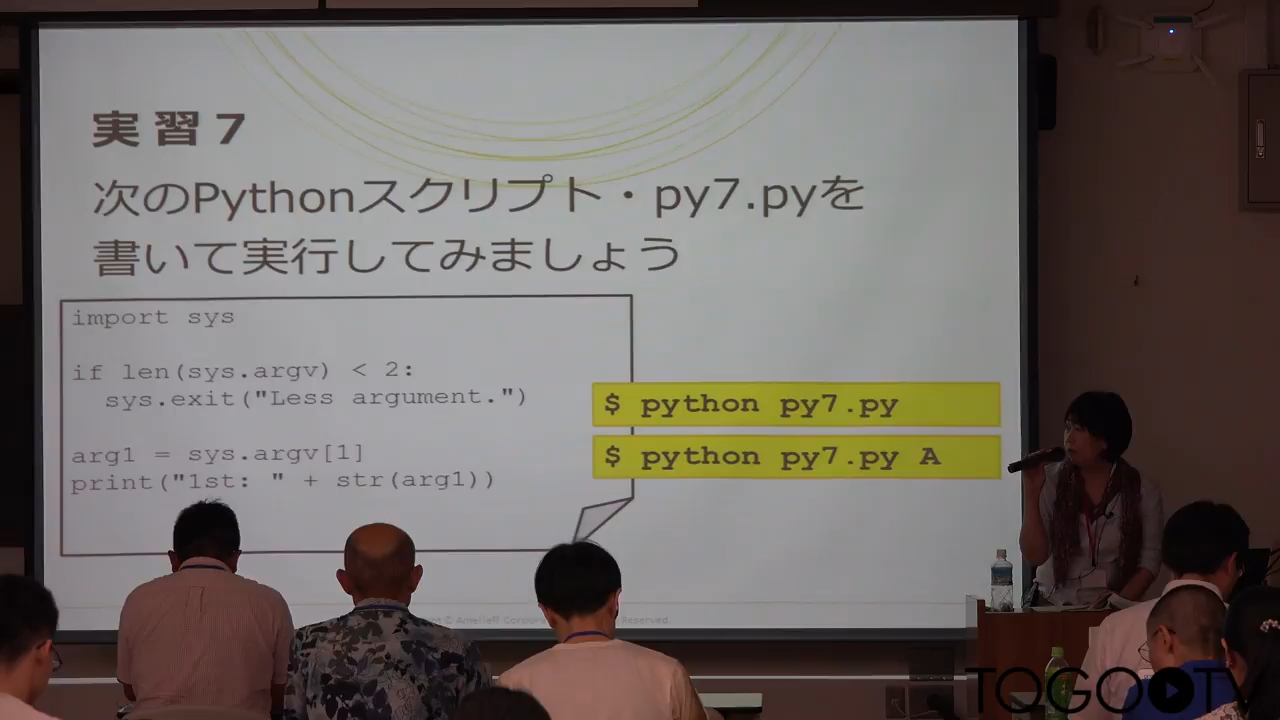 実習7
次のPythonスクリプト・py7.pyを
書いて実行してみましょう
import sys
if len(sys.argv) < 2:
sys.exit("Less argument.")
arg1 = sys.argv[1]
print("1st: " + str(arg1))
$ python py7.py
$ python py7.py A
Reserved.
TOGOOTV